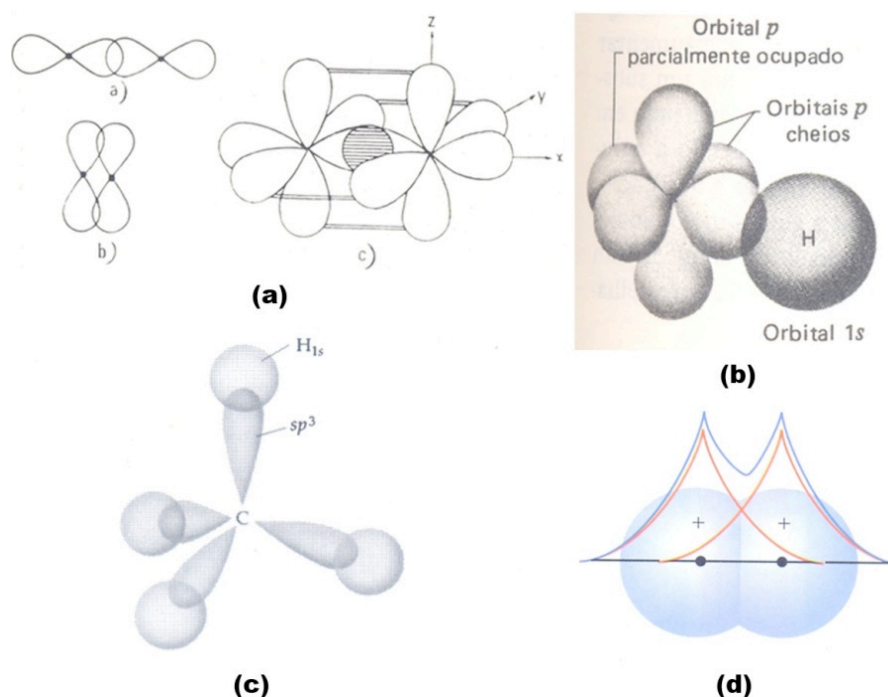 a)
b)
c)
z
y
x
(a)
Orbital p
parcialmente ocupado
Orbitais p
cheios
H
Orbital 1s
(b)
H1s
sp³
C
(c)
+ +
(d)